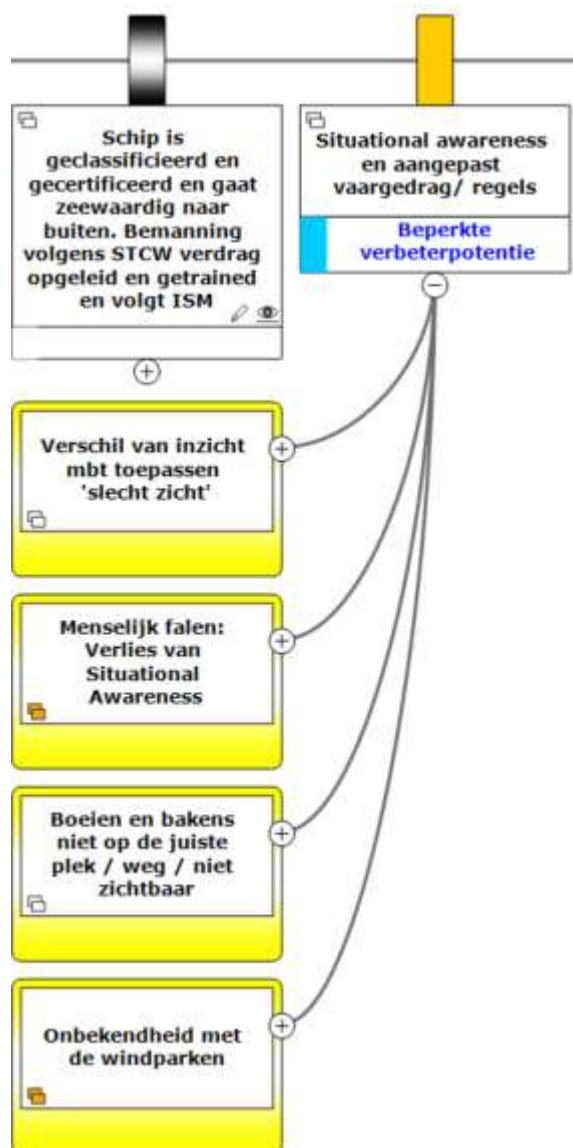 Schip is
geclassificieerd en
gecertificeerd en gaat
zeewaardig naar
buiten. Bemanning
volgens STCW verdrag
opgeleid en getrained
en volgt ISM
Situational awareness
en aangepast
vaargedrag/ regels
Beperkte
verbeterpotentie
Verschil van inzicht
mbt toepassen
'slecht zicht'
Menselijk falen:
Verlies van
Situational
Awareness
Boeien en bakens
niet op de juiste
plek / weg / niet
zichtbaar
Onbekendheid met
de windparken